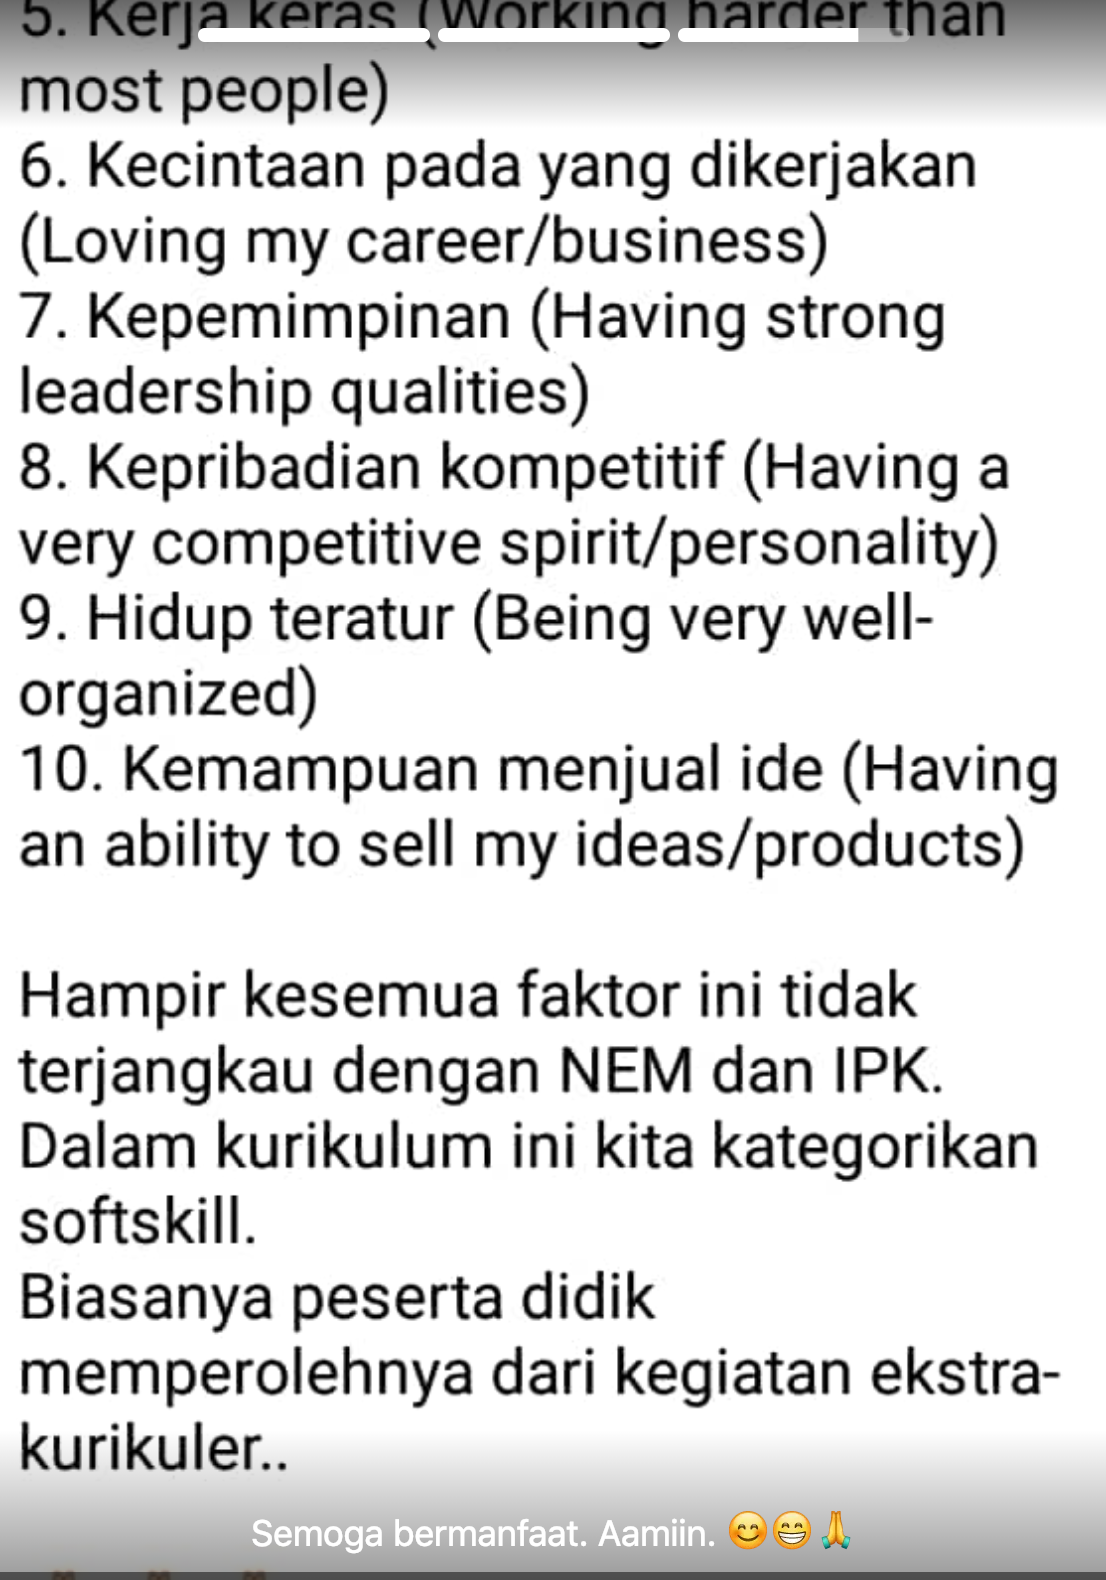 5. Kerja keras (Working harder than
most people)
6. Kecintaan pada yang dikerjakan
(Loving my career/business)
7. Kepemimpinan (Having strong
leadership qualities)
8. Kepribadian kompetitif (Having a
very competitive spirit/personality)
9. Hidup teratur (Being very well-
organized)
10. Kemampuan menjual ide (Having
an ability to sell my ideas/products)
Hampir kesemua faktor ini tidak
terjangkau dengan NEM dan IPK.
Dalam kurikulum ini kita kategorikan
softskill.
Biasanya peserta didik
memperolehnya dari kegiatan ekstra-
kurikuler..
Semoga bermanfaat. Aamiin. 😊😁🙏